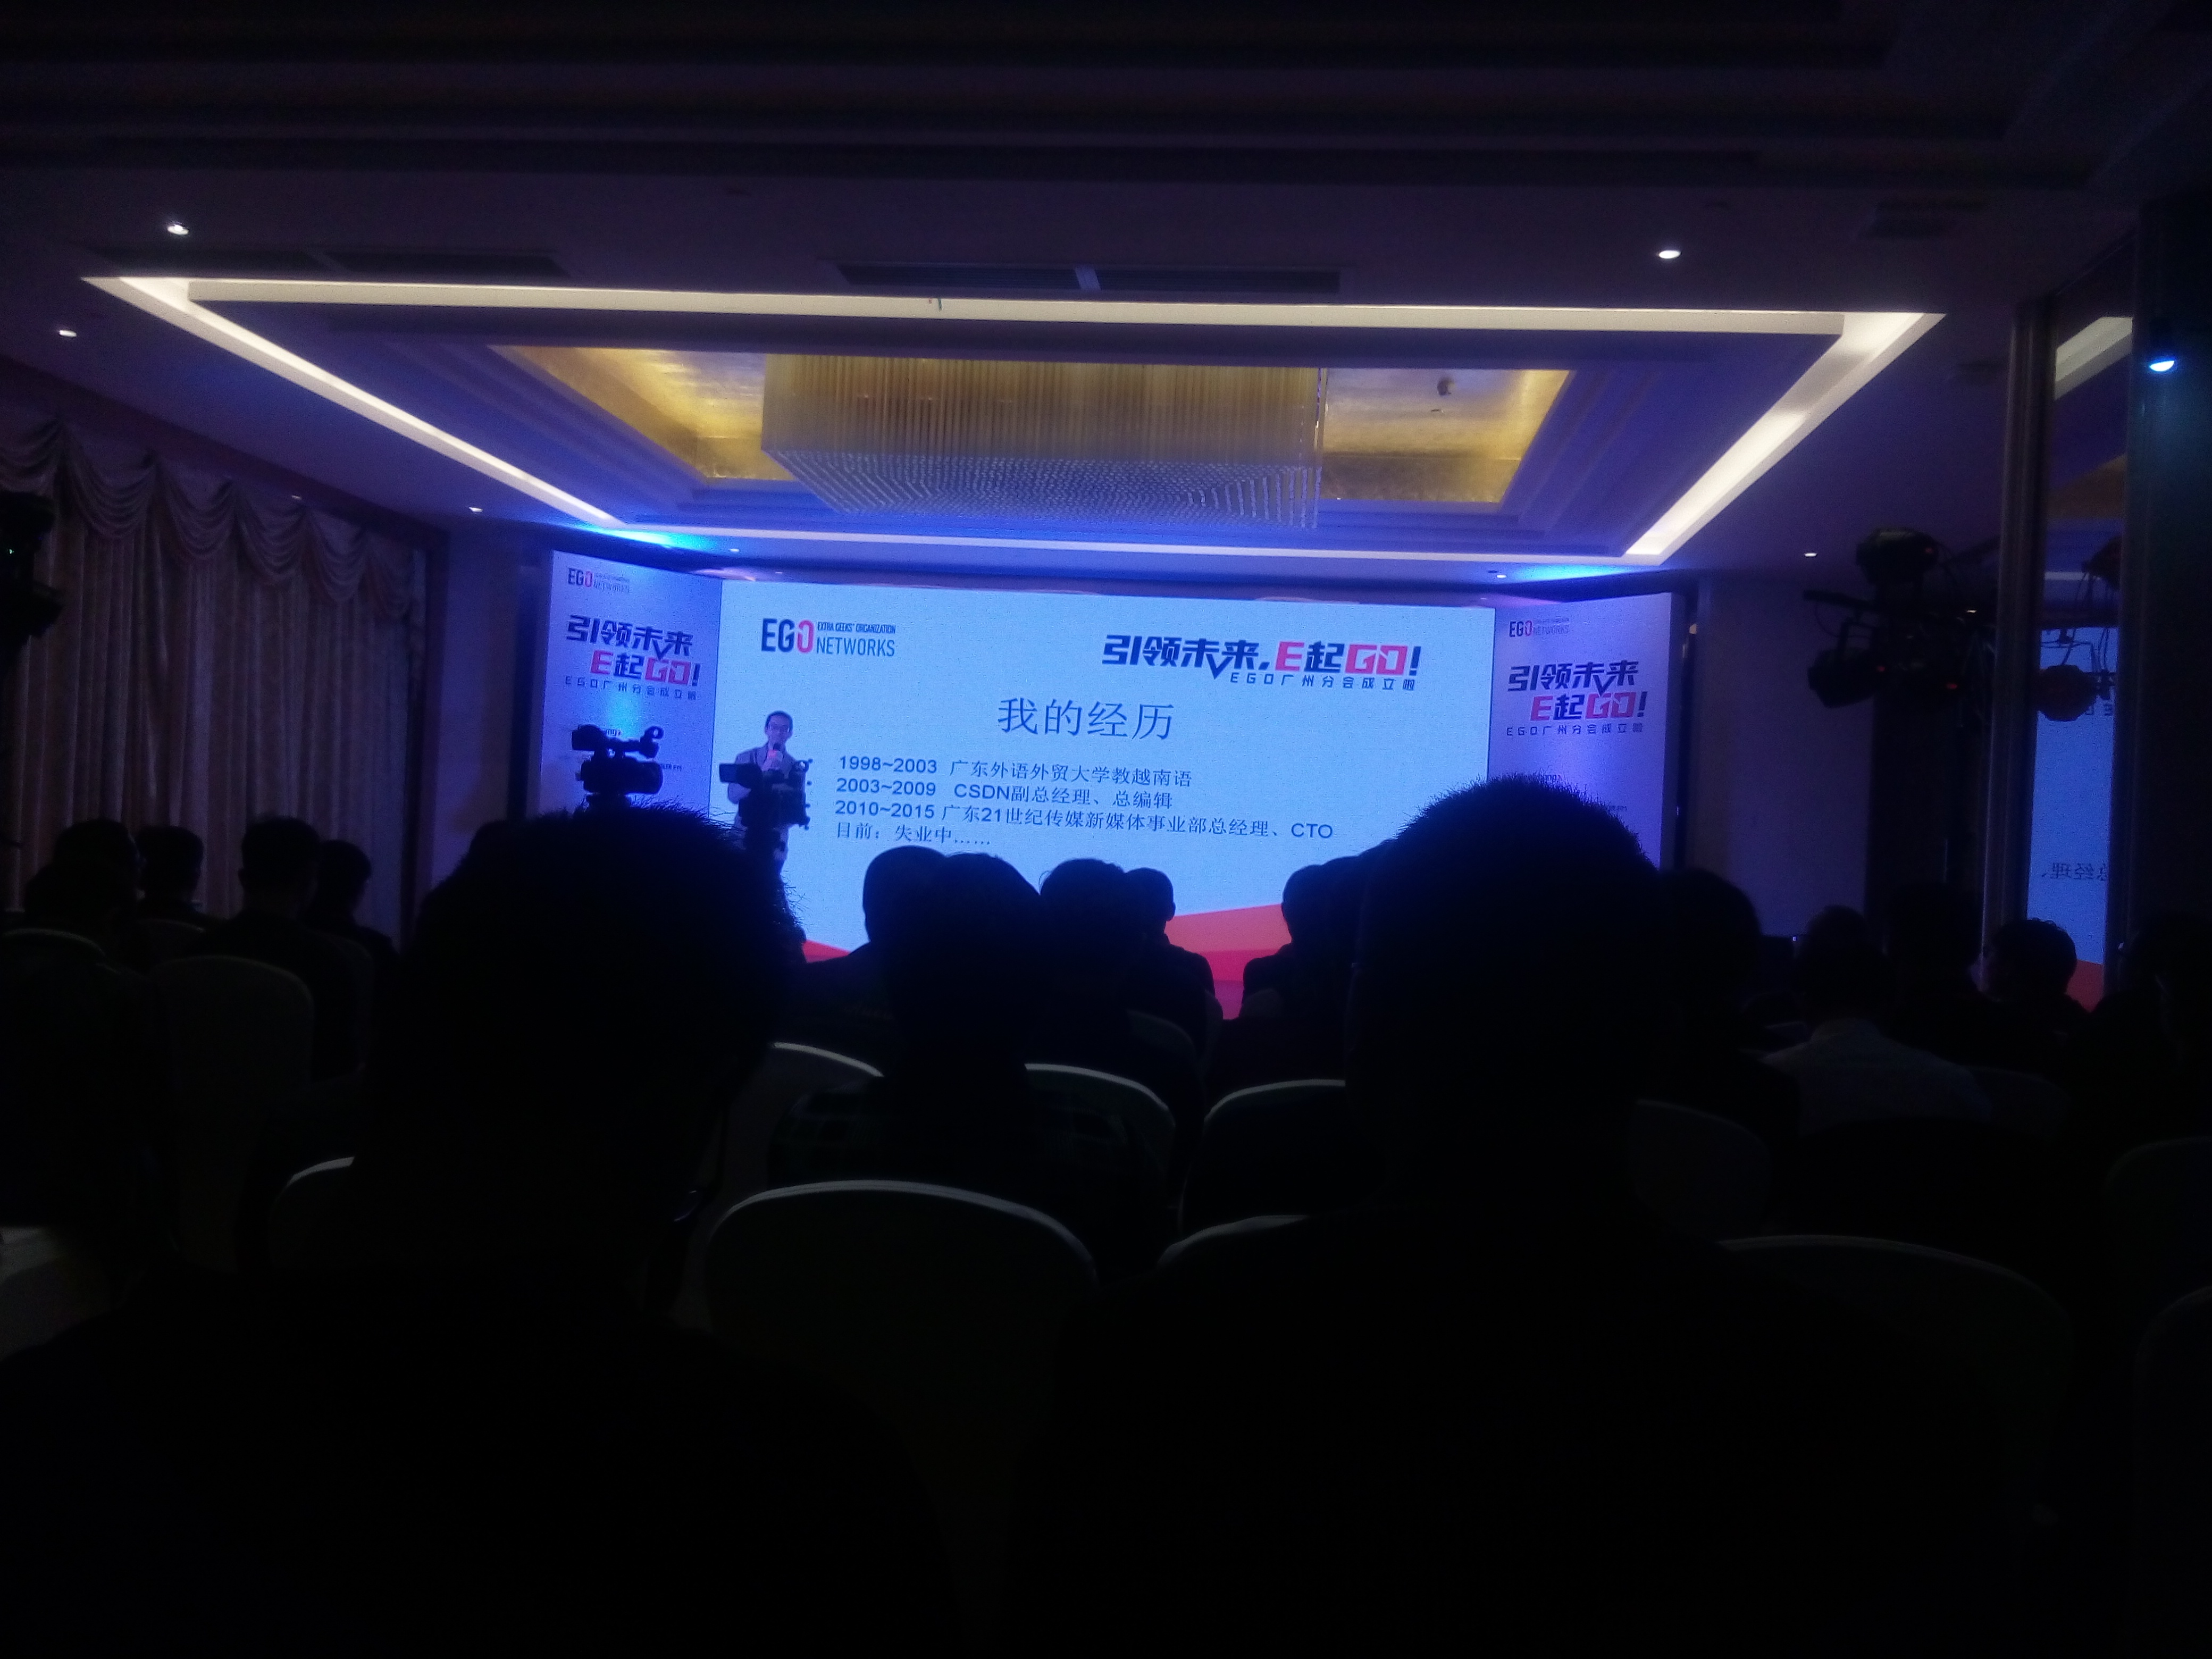 EGO
NETWORKS
引领未来
E起GO!
EGO广州分会成立啦
EGO EXTRA GEEKS' ORGANIZATION
NETWORKS
引领未来,E起GO!
EGO广州分会成立啦
我的经历
1998~2003 广东外语外贸大学教越南语
2003~2009 CSDN副总经理、总编辑
2010~2015 广东21世纪传媒新媒体事业部总经理、CTO
目前：失业中……
EGO
NETWORKS
引领未来
E起GO!
EGO广州分会成立啦